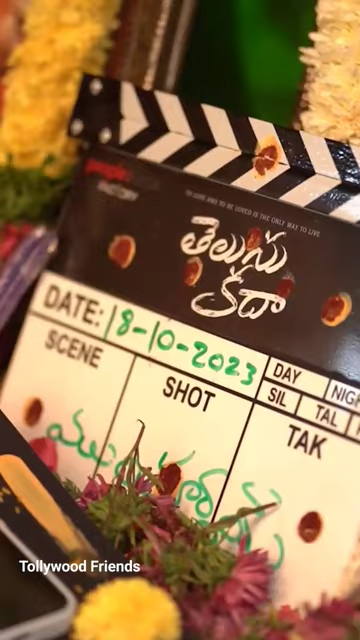 people
FACTORY
TO LOVE AND TO BE LOVED IS THE ONLY WAY TO LIVE
తెలుసు
కదా
DATE: 18-10-2023
DAY
SIL
TAL
SCENE
SHOT
TAK
Tollywood Friends